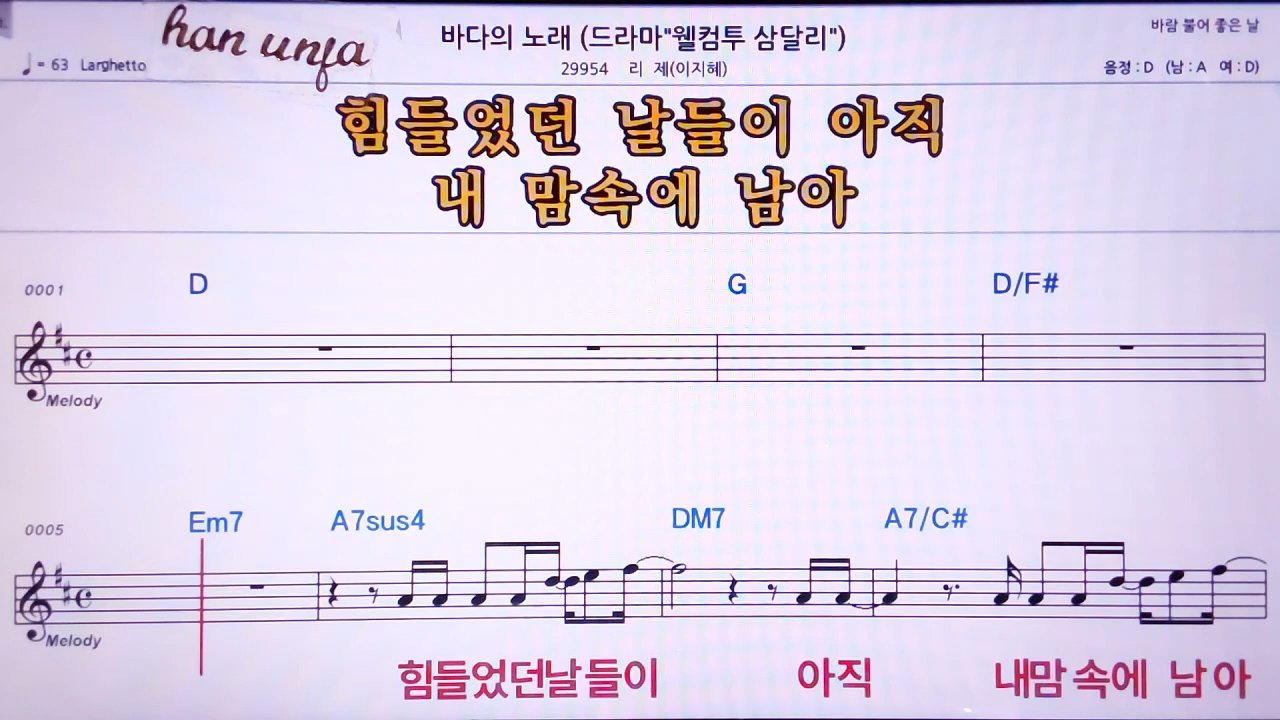 han unfa
바다의 노래 (드라마"웰컴투 삼달리")
바람 불어 좋은 날
♩= 63 Larghetto
29954 리 제(이지혜)
음정 : D (남 : A 여 : D)
힘들었던 날들이 아직
내 맘속에 남아
0001 D G D/F#
Melody
0005 Em7 A7sus4 DM7 A7/C#
Melody
힘들었던날들이 아직 내맘속에 남아